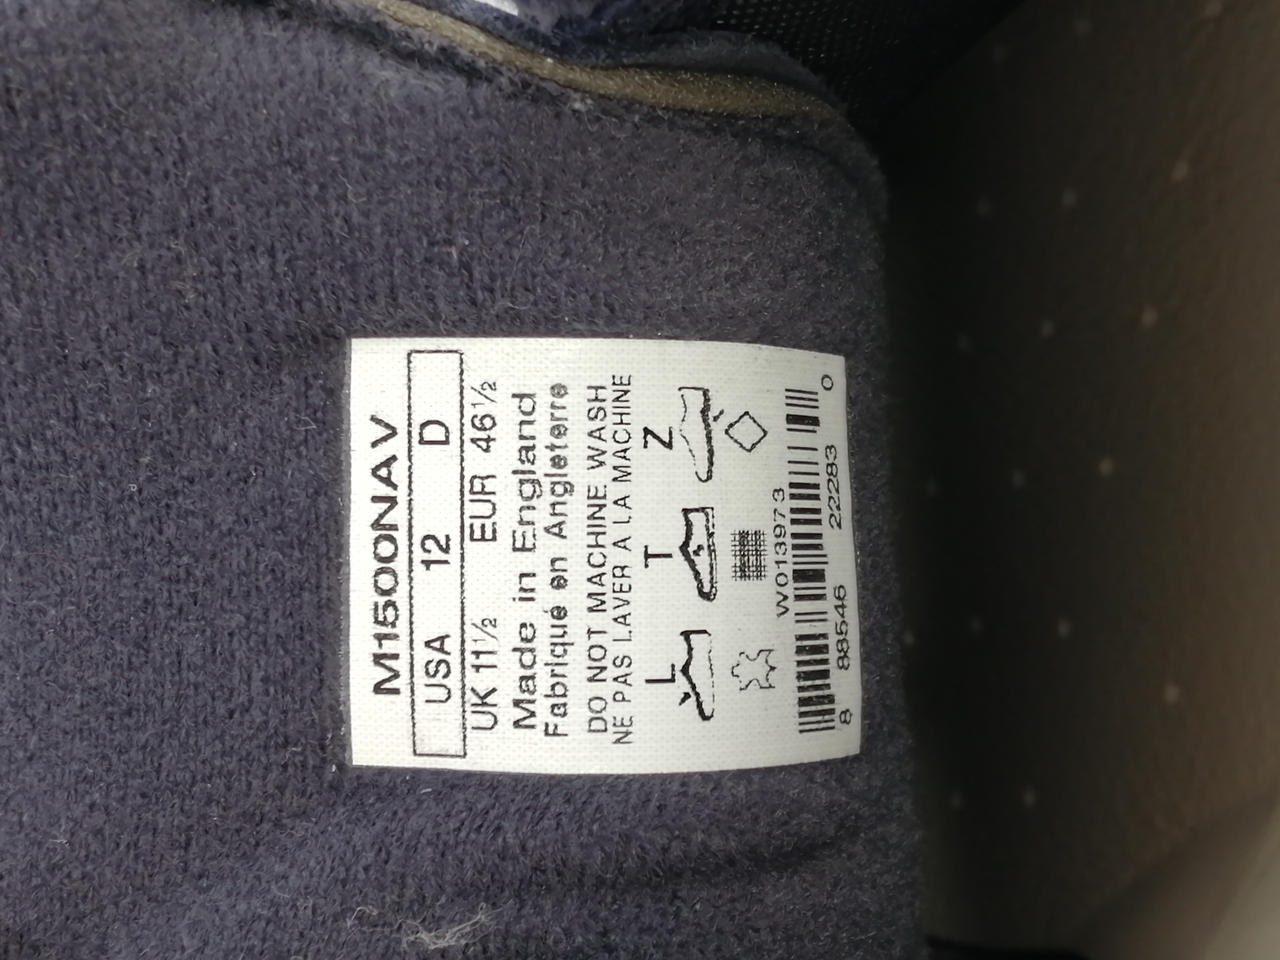 M1500NAV
USA 12 D
UK 11½ EUR 46½
Made in England
Fabriqué en Angleterre
DO NOT MACHINE WASH
NE PAS LAVER A LA MACHINE
L T Z
W013973
8 88546 22283 0